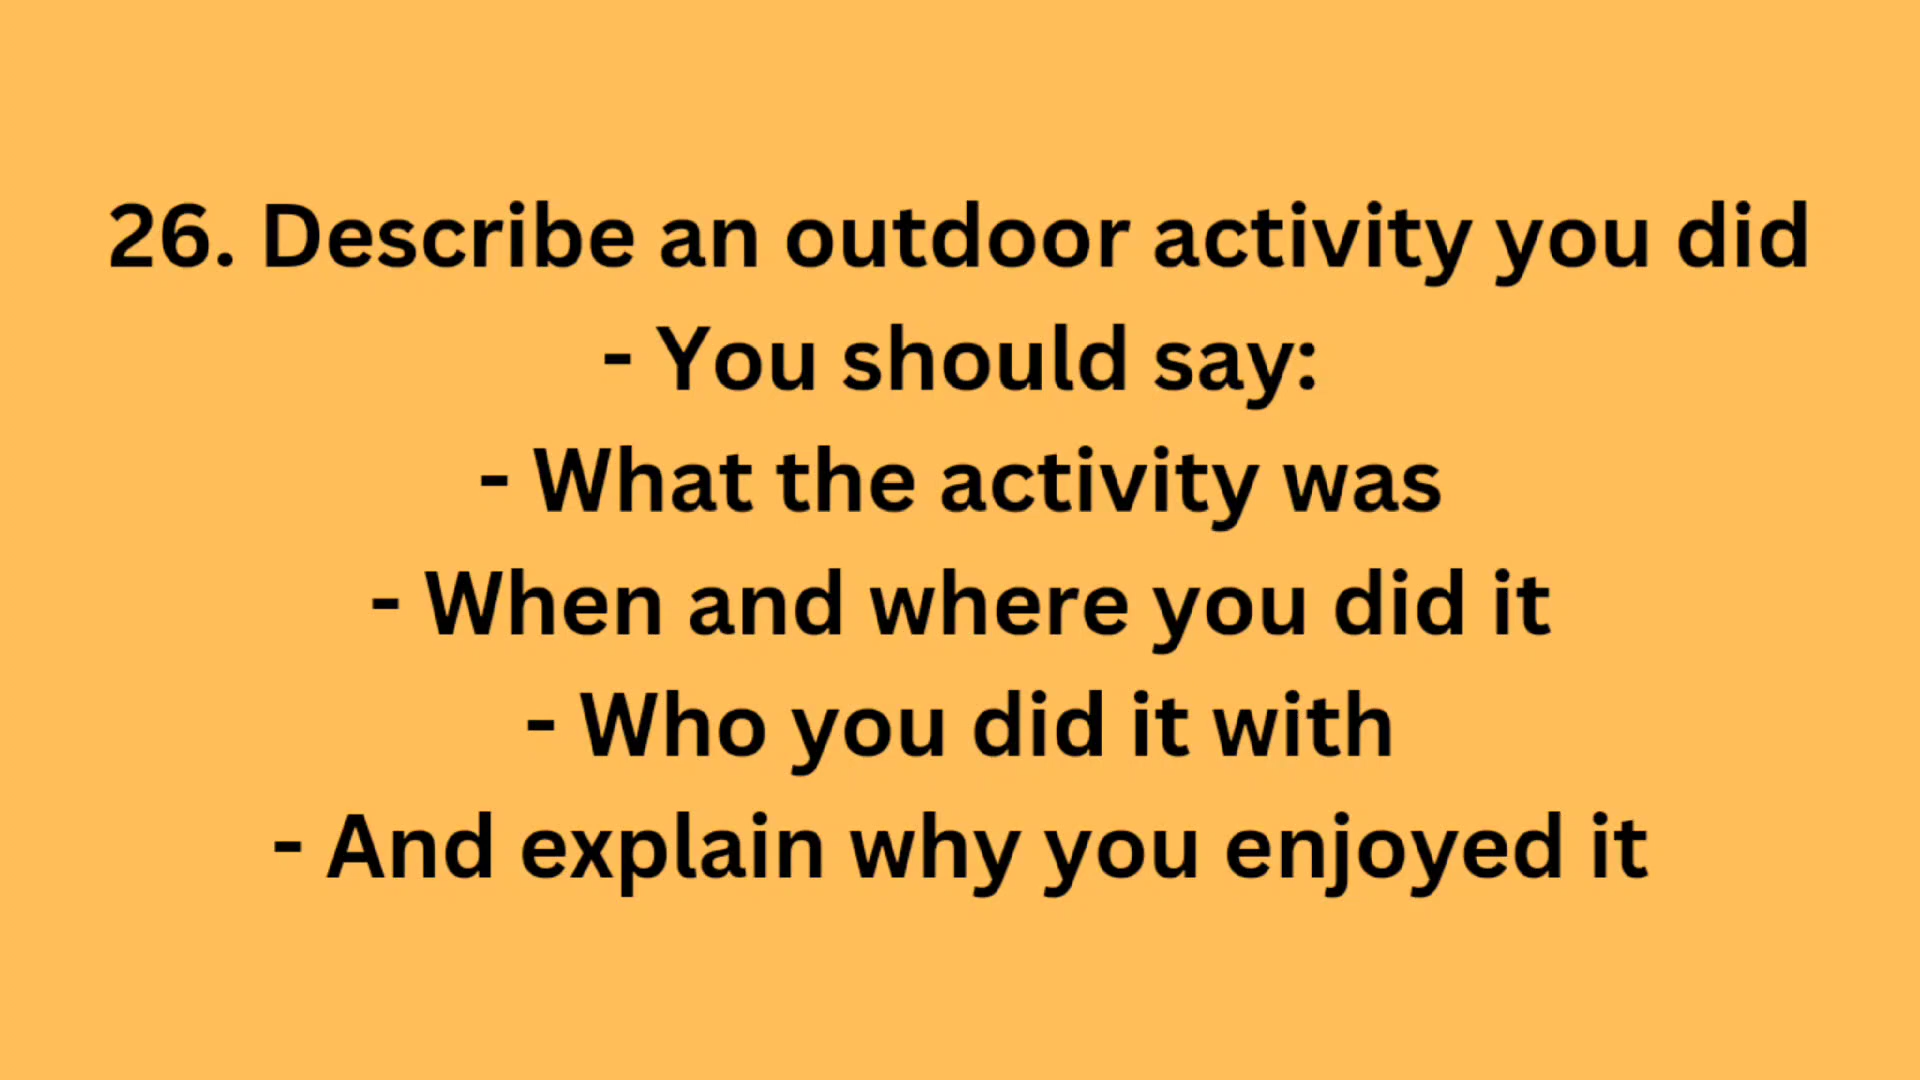 26. Describe an outdoor activity you did
- You should say:
- What the activity was
- When and where you did it
- Who you did it with
- And explain why you enjoyed it